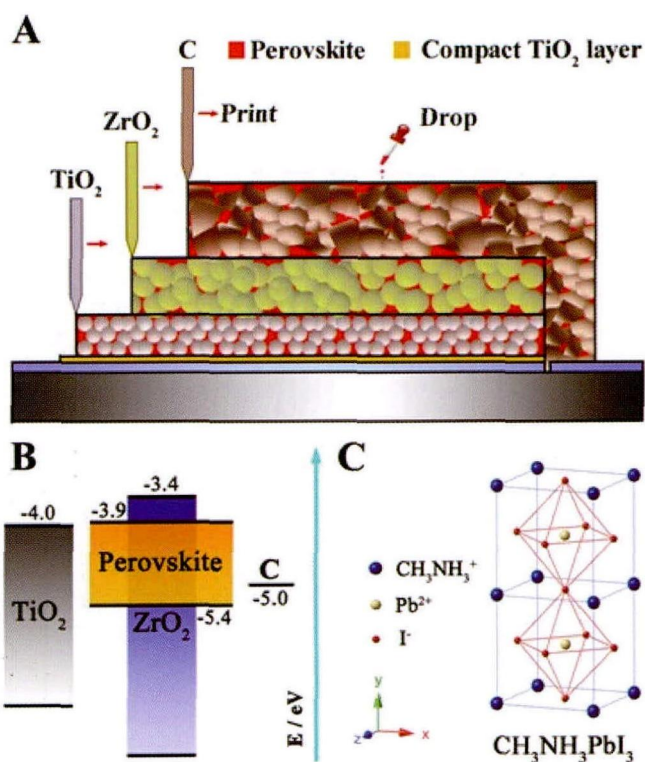 A
C
Perovskite
Compact TiO₂ layer
Print
Drop
ZrO₂
TiO₂
B
-4.0
-3.9
-3.4
Perovskite
TiO₂
ZrO₂
-5.4
C
-5.0
E / eV
C
CH₃NH₃⁺
Pb²⁺
I⁻
y
z
x
CH₃NH₃PbI₃